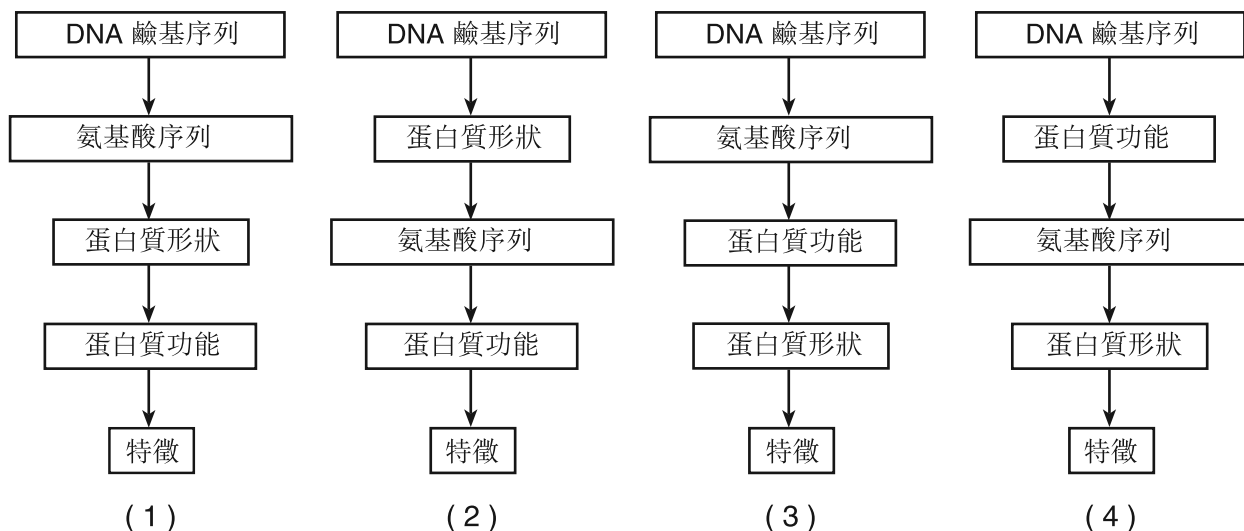 DNA 鹼基序列
氨基酸序列
蛋白質形狀
蛋白質功能
特徵
(1)
DNA 鹼基序列
蛋白質形狀
氨基酸序列
蛋白質功能
特徵
(2)
DNA 鹼基序列
氨基酸序列
蛋白質功能
蛋白質形狀
特徵
(3)
DNA 鹼基序列
蛋白質功能
氨基酸序列
蛋白質形狀
特徵
(4)